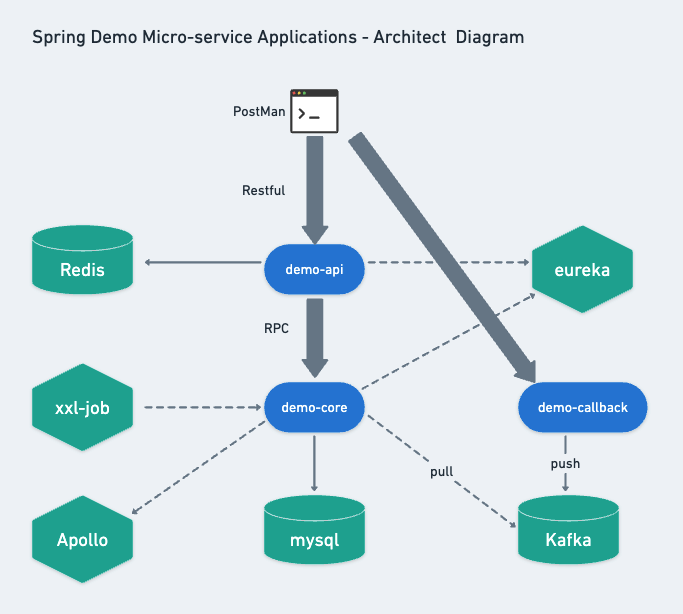 Spring Demo Micro-service Applications - Architect Diagram
PostMan
>_
Restful
Redis
demo-api
eureka
RPC
xxl-job
demo-core
demo-callback
pull
push
Apollo
mysql
Kafka